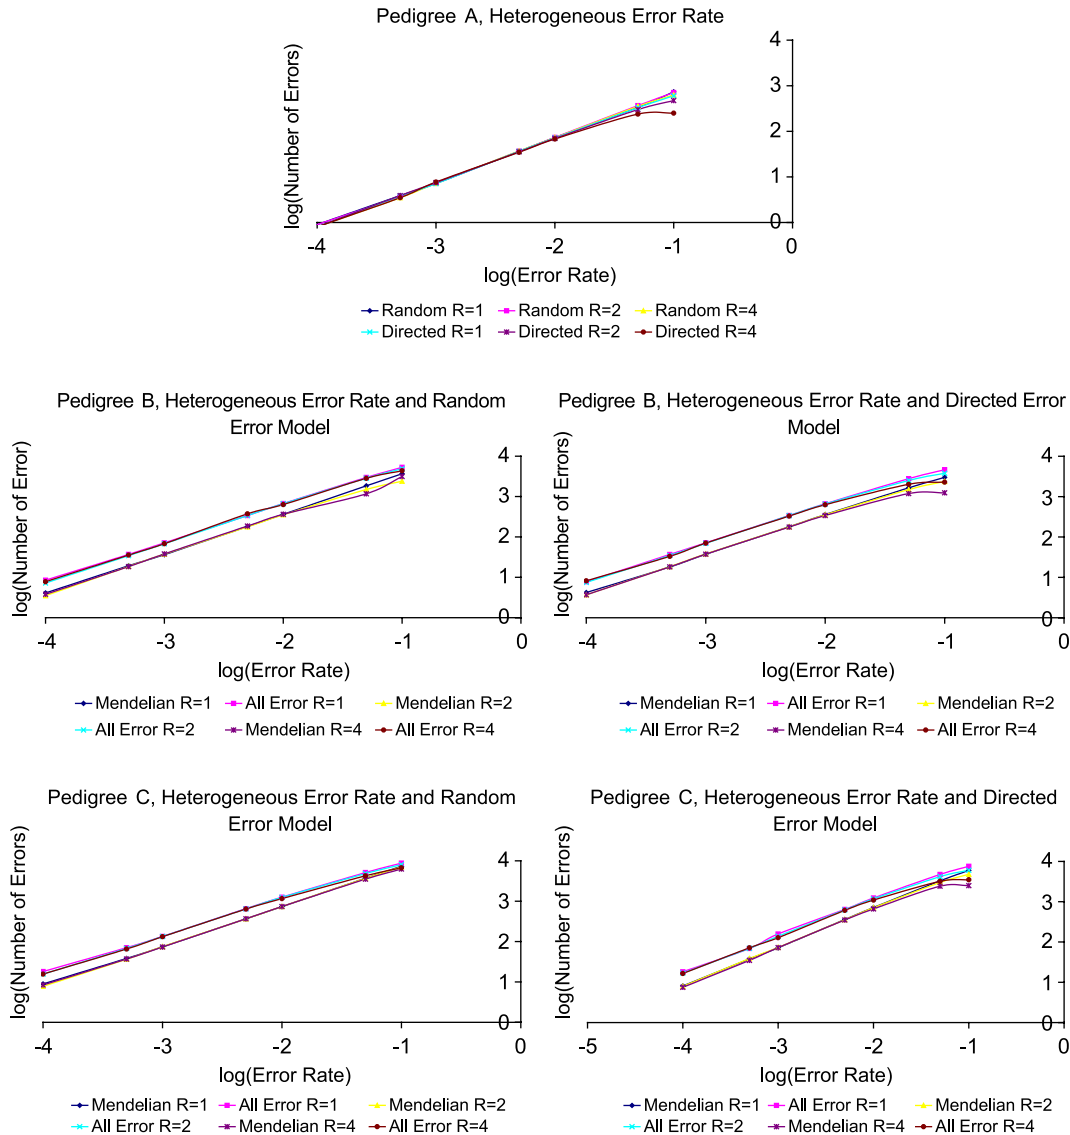 Pedigree A, Heterogeneous Error Rate
log(Number of Errors)
4
3
2
1
0
-4 -3 -2 -1 0
log(Error Rate)
Random R=1 Random R=2 Random R=4
Directed R=1 Directed R=2 Directed R=4
Pedigree B, Heterogeneous Error Rate and Random
Error Model
log(Number of Error)
4
3
2
1
0
-4 -3 -2 -1 0
log(Error Rate)
Mendelian R=1 All Error R=1 Mendelian R=2
All Error R=2 Mendelian R=4 All Error R=4
Pedigree B, Heterogeneous Error Rate and Directed Error
Model
log(Number of Errors)
4
3
2
1
0
-4 -3 -2 -1 0
log(Error Rate)
Mendelian R=1 All Error R=1 Mendelian R=2
All Error R=2 Mendelian R=4 All Error R=4
Pedigree C, Heterogeneous Error Rate and Random
Error Model
log(Number of Errors)
4
3
2
1
0
-4 -3 -2 -1 0
log(Error Rate)
Mendelian R=1 All Error R=1 Mendelian R=2
All Error R=2 Mendelian R=4 All Error R=4
Pedigree C, Heterogeneous Error Rate and Directed
Error Model
log(Number of Errors)
4
3
2
1
0
-5 -4 -3 -2 -1 0
log(Error Rate)
Mendelian R=1 All Error R=1 Mendelian R=2
All Error R=2 Mendelian R=4 All Error R=4